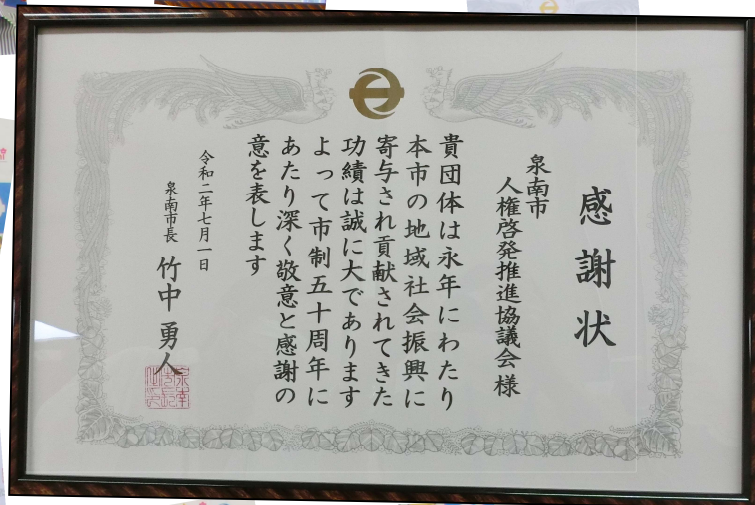 感謝状
泉南市
人権啓発推進協議会様
貴団体は永年にわたり
本市の地域社会振興に
寄与され貢献されてきた
功績は誠に大であります
よって市制五十周年に
あたり深く敬意と感謝の
意を表します
令和二年七月一日
泉南市長 竹中勇人